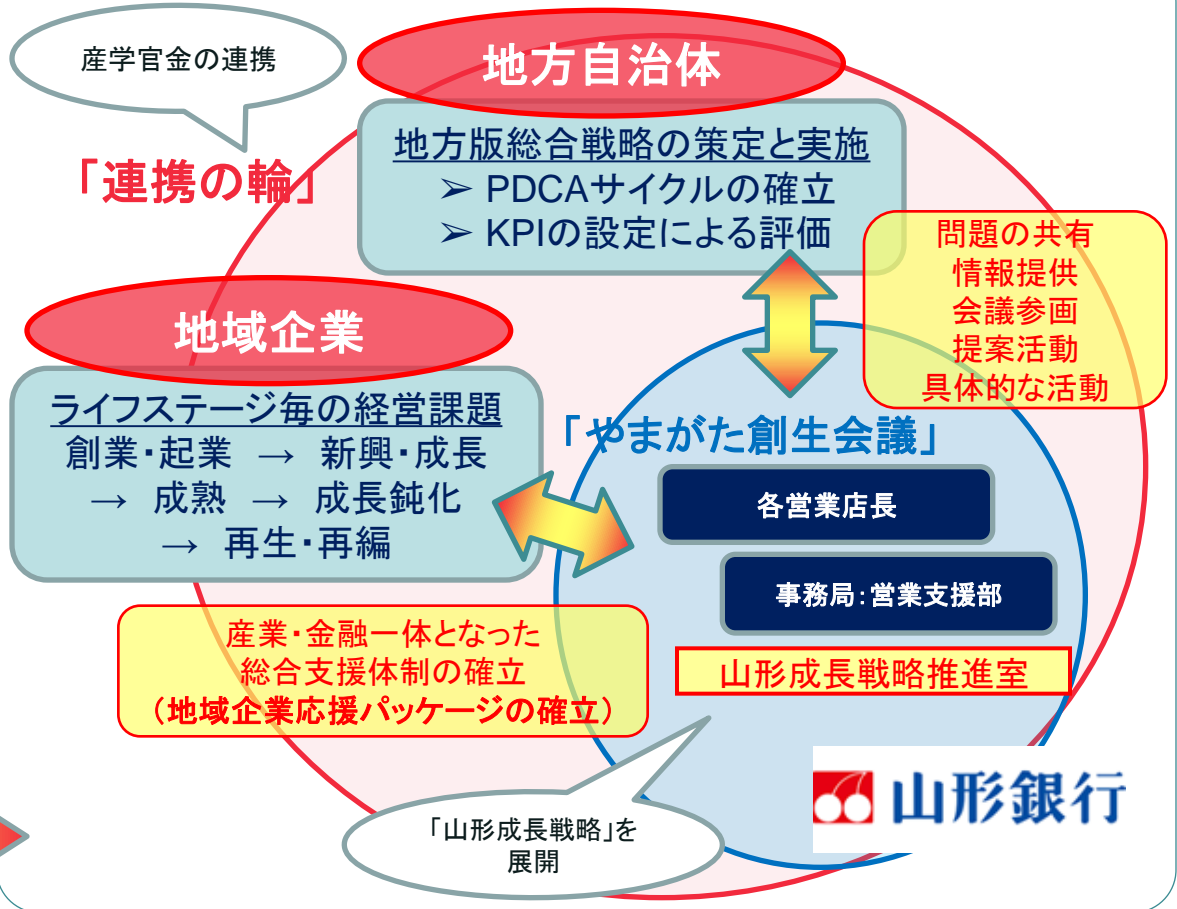 産学官金の連携
地方自治体
「連携の輪」
地方版総合戦略の策定と実施
➢ PDCAサイクルの確立
➢ KPIの設定による評価
問題の共有
情報提供
会議参画
提案活動
具体的な活動
地域企業
ライフステージ毎の経営課題
創業・起業 → 新興・成長
→ 成熟 → 成長鈍化
→ 再生・再編
「やまがた創生会議」
各営業店長
事務局：営業支援部
山形成長戦略推進室
産業・金融一体となった
総合支援体制の確立
（地域企業応援パッケージの確立）
「山形成長戦略」を
展開
山形銀行